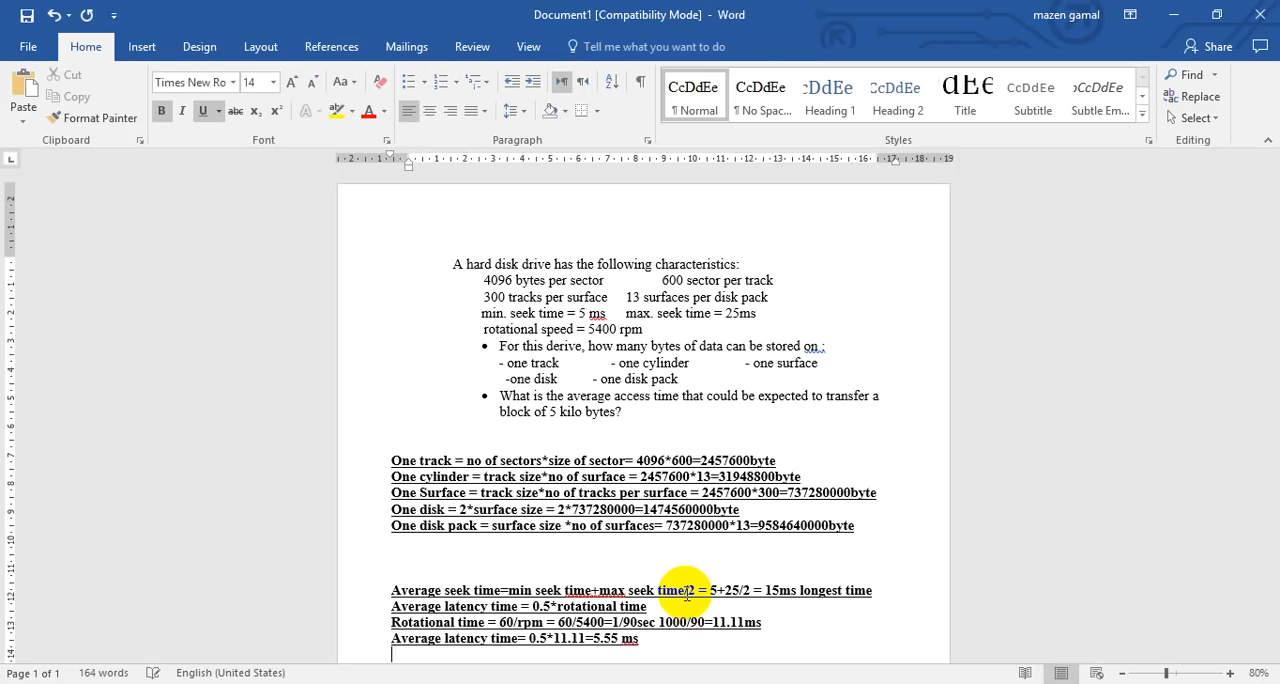 Document1 [Compatibility Mode] - Word
mazen gamal
File Home Insert Design Layout References Mailings Review View Tell me what you want to do Share
Paste Cut Copy Format Painter
Times New Ro 14 Aa
CcDdEe CcDdEe CcDdEe CcDdEe dEe CcDdEe cCcDdEe
¶ Normal ¶ No Spac... Heading 1 Heading 2 Title Subtitle Subtle Em...
Find Replace Select
Clipboard Font Paragraph Styles Editing
A hard disk drive has the following characteristics:
4096 bytes per sector 600 sector per track
300 tracks per surface 13 surfaces per disk pack
min. seek time = 5 ms max. seek time = 25ms
rotational speed = 5400 rpm
• For this derive, how many bytes of data can be stored on :
- one track - one cylinder - one surface
-one disk - one disk pack
• What is the average access time that could be expected to transfer a
block of 5 kilo bytes?
One track = no of sectors*size of sector= 4096*600=2457600byte
One cylinder = track size*no of surface = 2457600*13=31948800byte
One Surface = track size*no of tracks per surface = 2457600*300=737280000byte
One disk = 2*surface size = 2*737280000=1474560000byte
One disk pack = surface size *no of surfaces= 737280000*13=9584640000byte
Average seek time=min seek time+max seek time/2 = 5+25/2 = 15ms longest time
Average latency time = 0.5*rotational time
Rotational time = 60/rpm = 60/5400=1/90sec 1000/90=11.11ms
Average latency time= 0.5*11.11=5.55 ms
Page 1 of 1 164 words English (United States) 80%